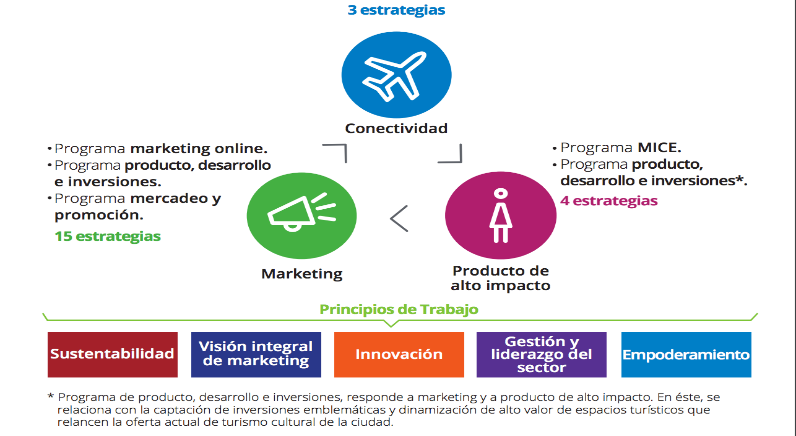 3 estrategias
Conectividad
• Programa marketing online.
• Programa producto, desarrollo
e inversiones.
• Programa mercadeo y
promoción.
15 estrategias
Marketing
• Programa MICE.
• Programa producto,
desarrollo e inversiones*.
4 estrategias
Producto de
alto impacto
Principios de Trabajo
Sustentabilidad
Visión integral
de marketing
Innovación
Gestión y
liderazgo del
sector
Empoderamiento
* Programa de producto, desarrollo e inversiones, responde a marketing y a producto de alto impacto. En éste, se
relaciona con la captación de inversiones emblemáticas y dinamización de alto valor de espacios turísticos que
relancen la oferta actual de turismo cultural de la ciudad.